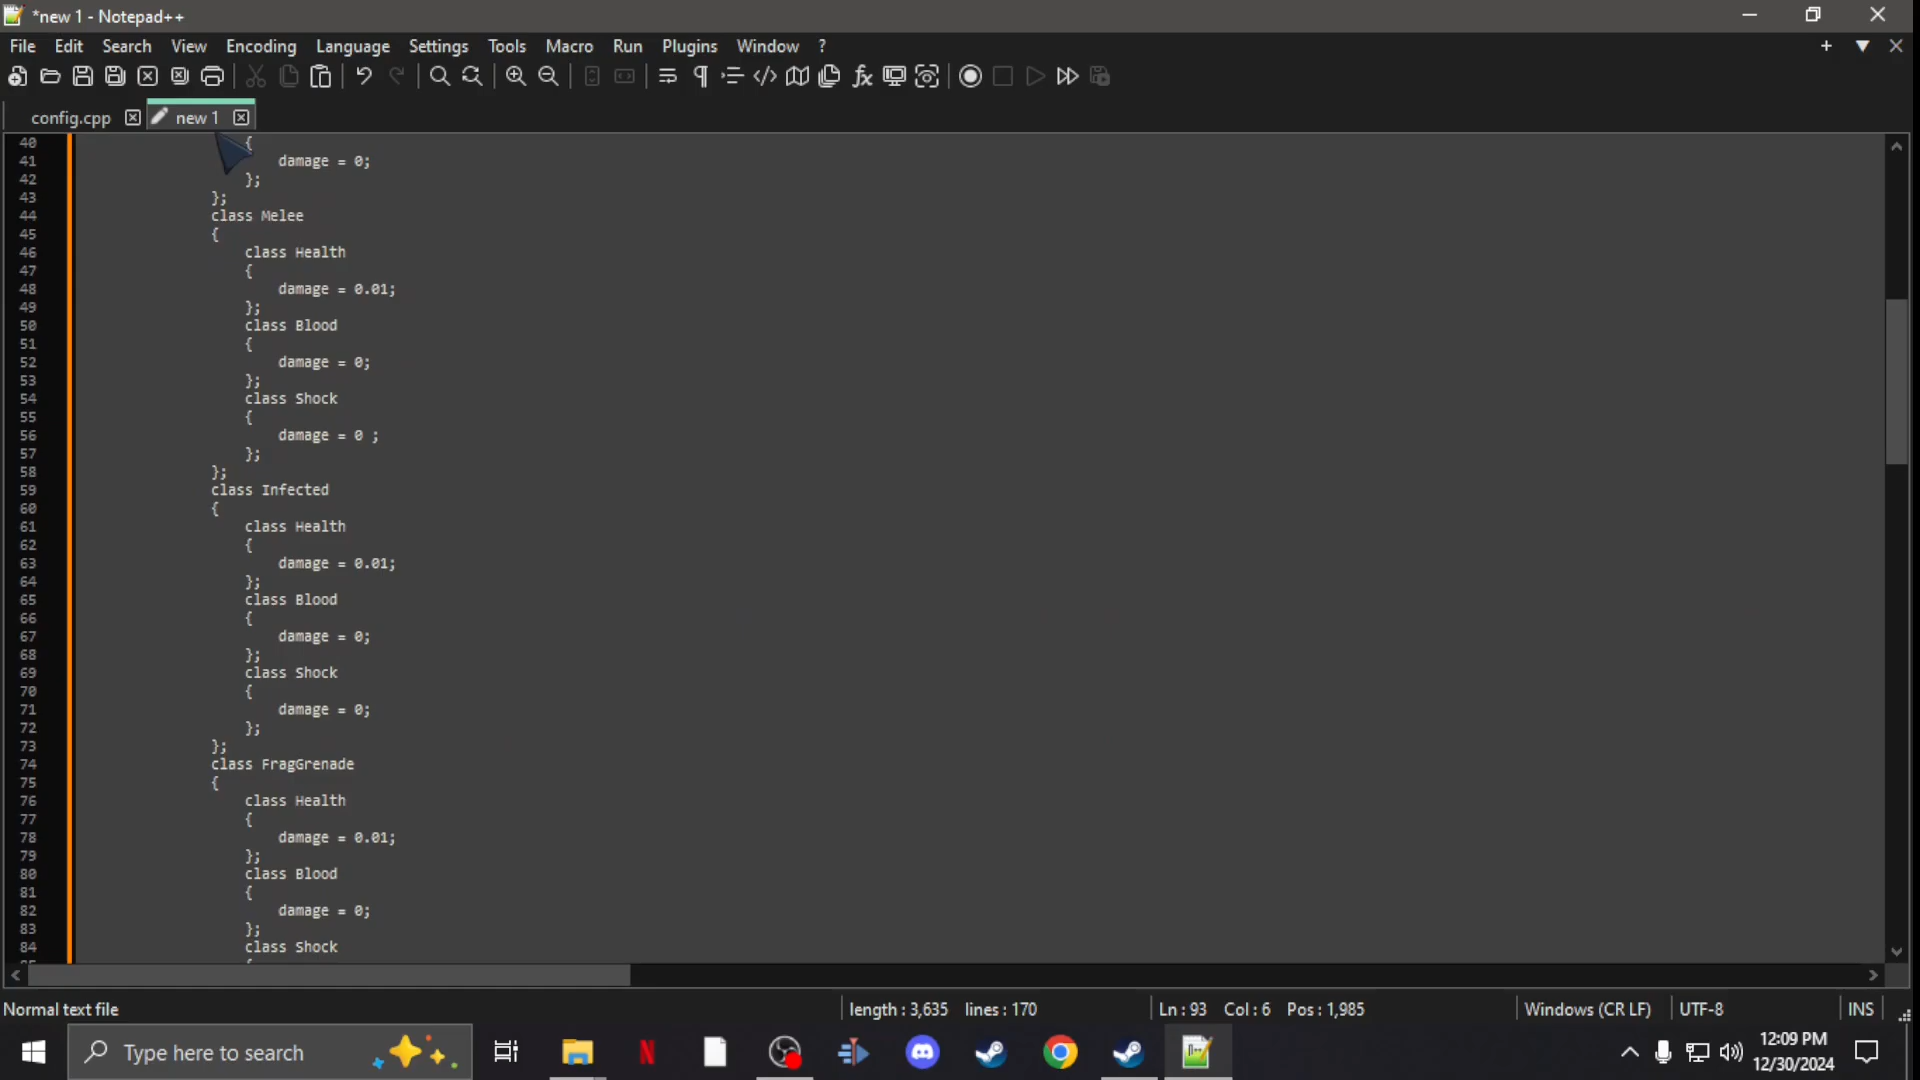 *new 1 - Notepad++
File Edit Search View Encoding Language Settings Tools Macro Run Plugins Window ?
config.cpp new 1
40 {
41 damage = 0;
42 };
43 };
44 class Melee
45 {
46 class Health
47 {
48 damage = 0.01;
49 };
50 class Blood
51 {
52 damage = 0;
53 };
54 class Shock
55 {
56 damage = 0 ;
57 };
58 };
59 class Infected
60 {
61 class Health
62 {
63 damage = 0.01;
64 };
65 class Blood
66 {
67 damage = 0;
68 };
69 class Shock
70 {
71 damage = 0;
72 };
73 };
74 class FragGrenade
75 {
76 class Health
77 {
78 damage = 0.01;
79 };
80 class Blood
81 {
82 damage = 0;
83 };
84 class Shock
Normal text file length : 3,635 lines : 170 Ln : 93 Col : 6 Pos : 1,985 Windows (CR LF) UTF-8 INS
Type here to search
12:09 PM
12/30/2024